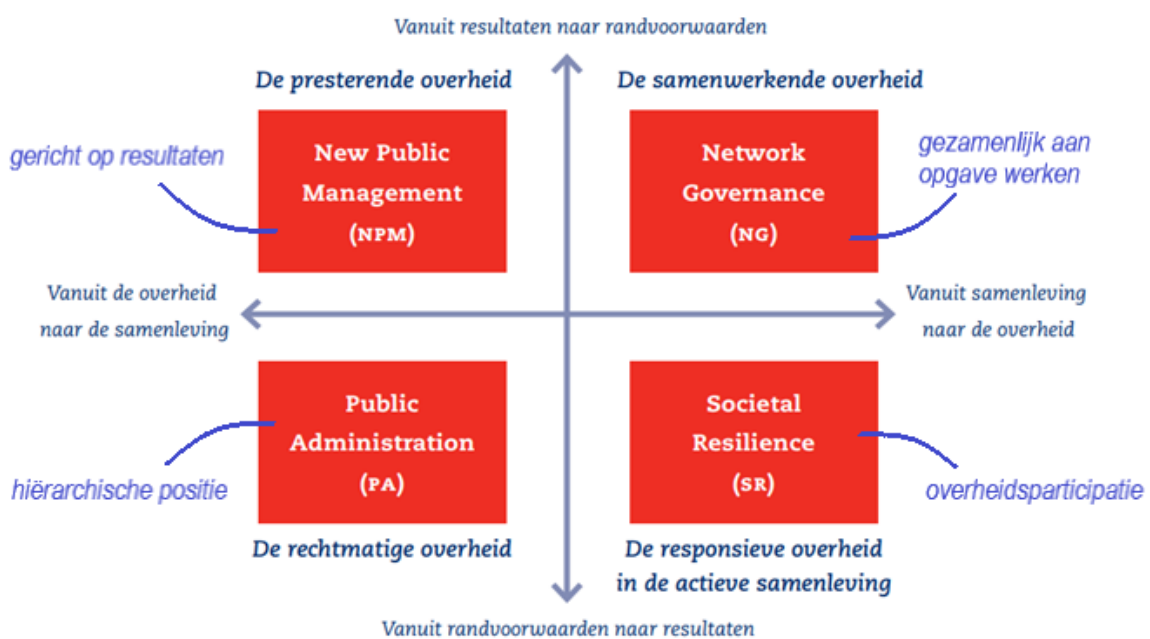 Vanuit resultaten naar randvoorwaarden
De presterende overheid
De samenwerkende overheid
gericht op resultaten
New Public
Management
(NPM)
Network
Governance
(NG)
gezamenlijk aan
opgave werken
Vanuit de overheid
naar de samenleving
Vanuit samenleving
naar de overheid
Public
Administration
(PA)
hiërarchische positie
Societal
Resilience
(SR)
overheidsparticipatie
De rechtmatige overheid
De responsieve overheid
in de actieve samenleving
Vanuit randvoorwaarden naar resultaten